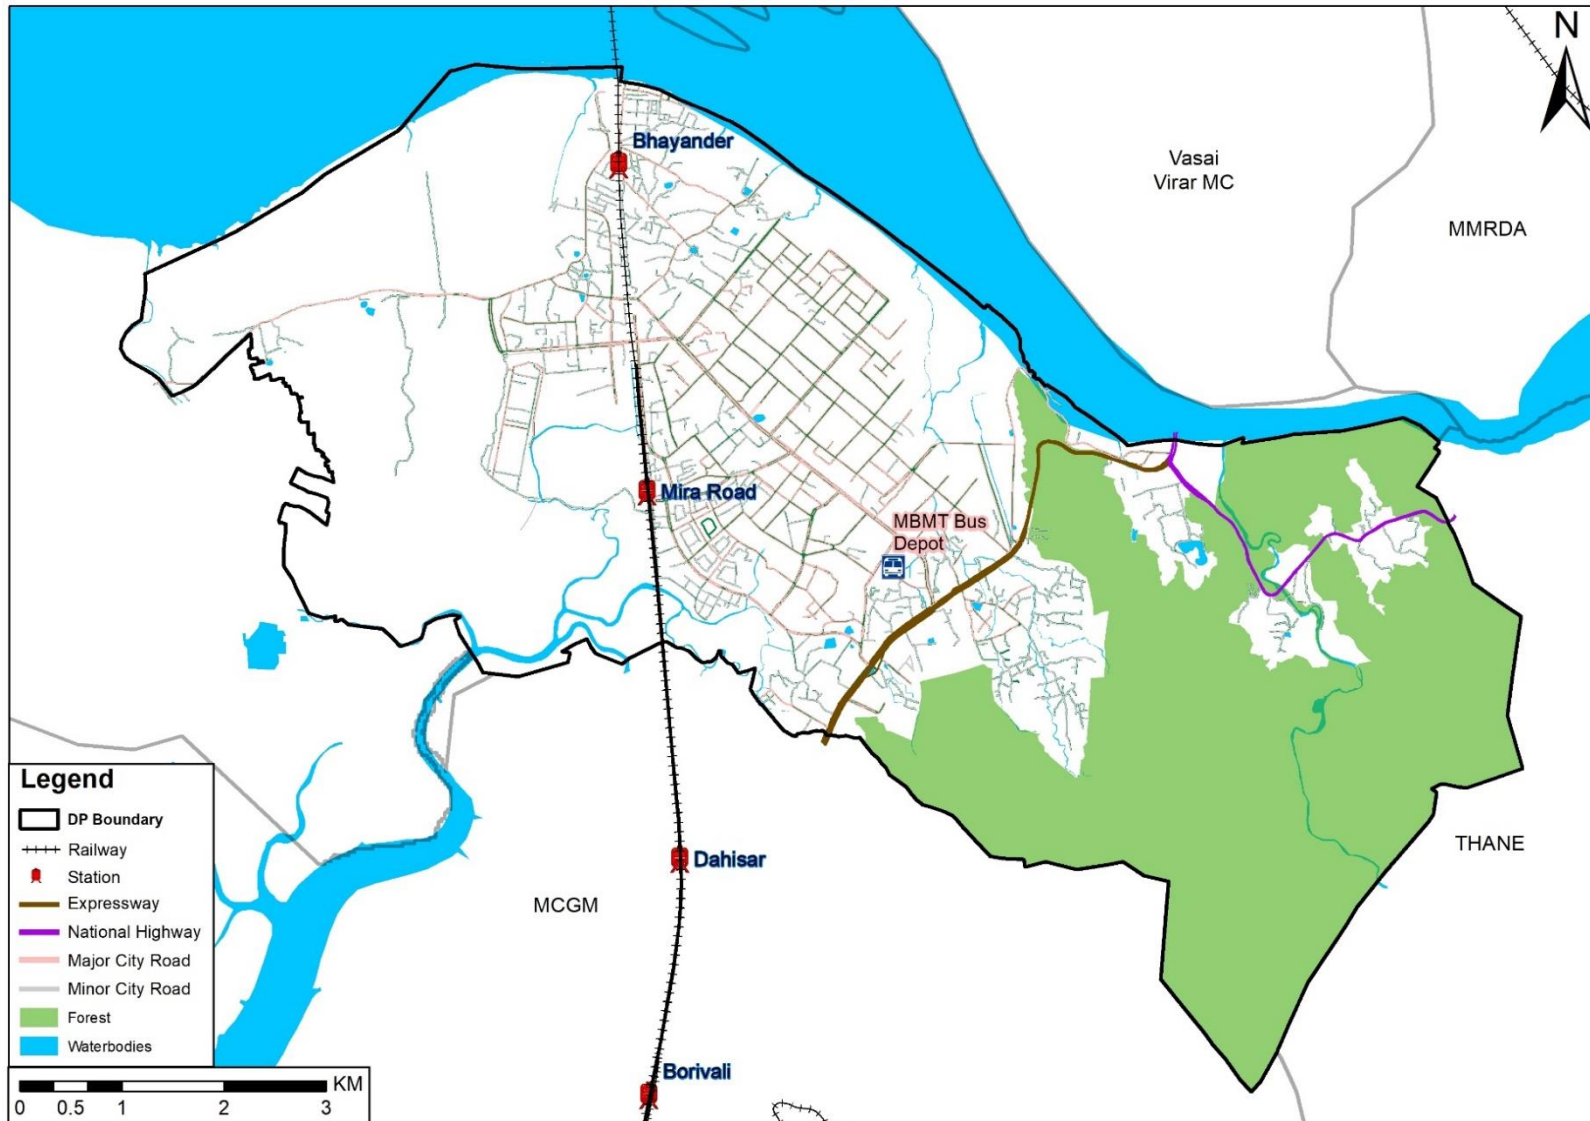 N
Bhayander
Vasai
Virar MC
MMRDA
Mira Road
MBMT Bus
Depot
Legend
DP Boundary
Railway
Station
Expressway
National Highway
Major City Road
Minor City Road
Forest
Waterbodies
Dahisar
THANE
MCGM
Borivali
KM
0 0.5 1 2 3